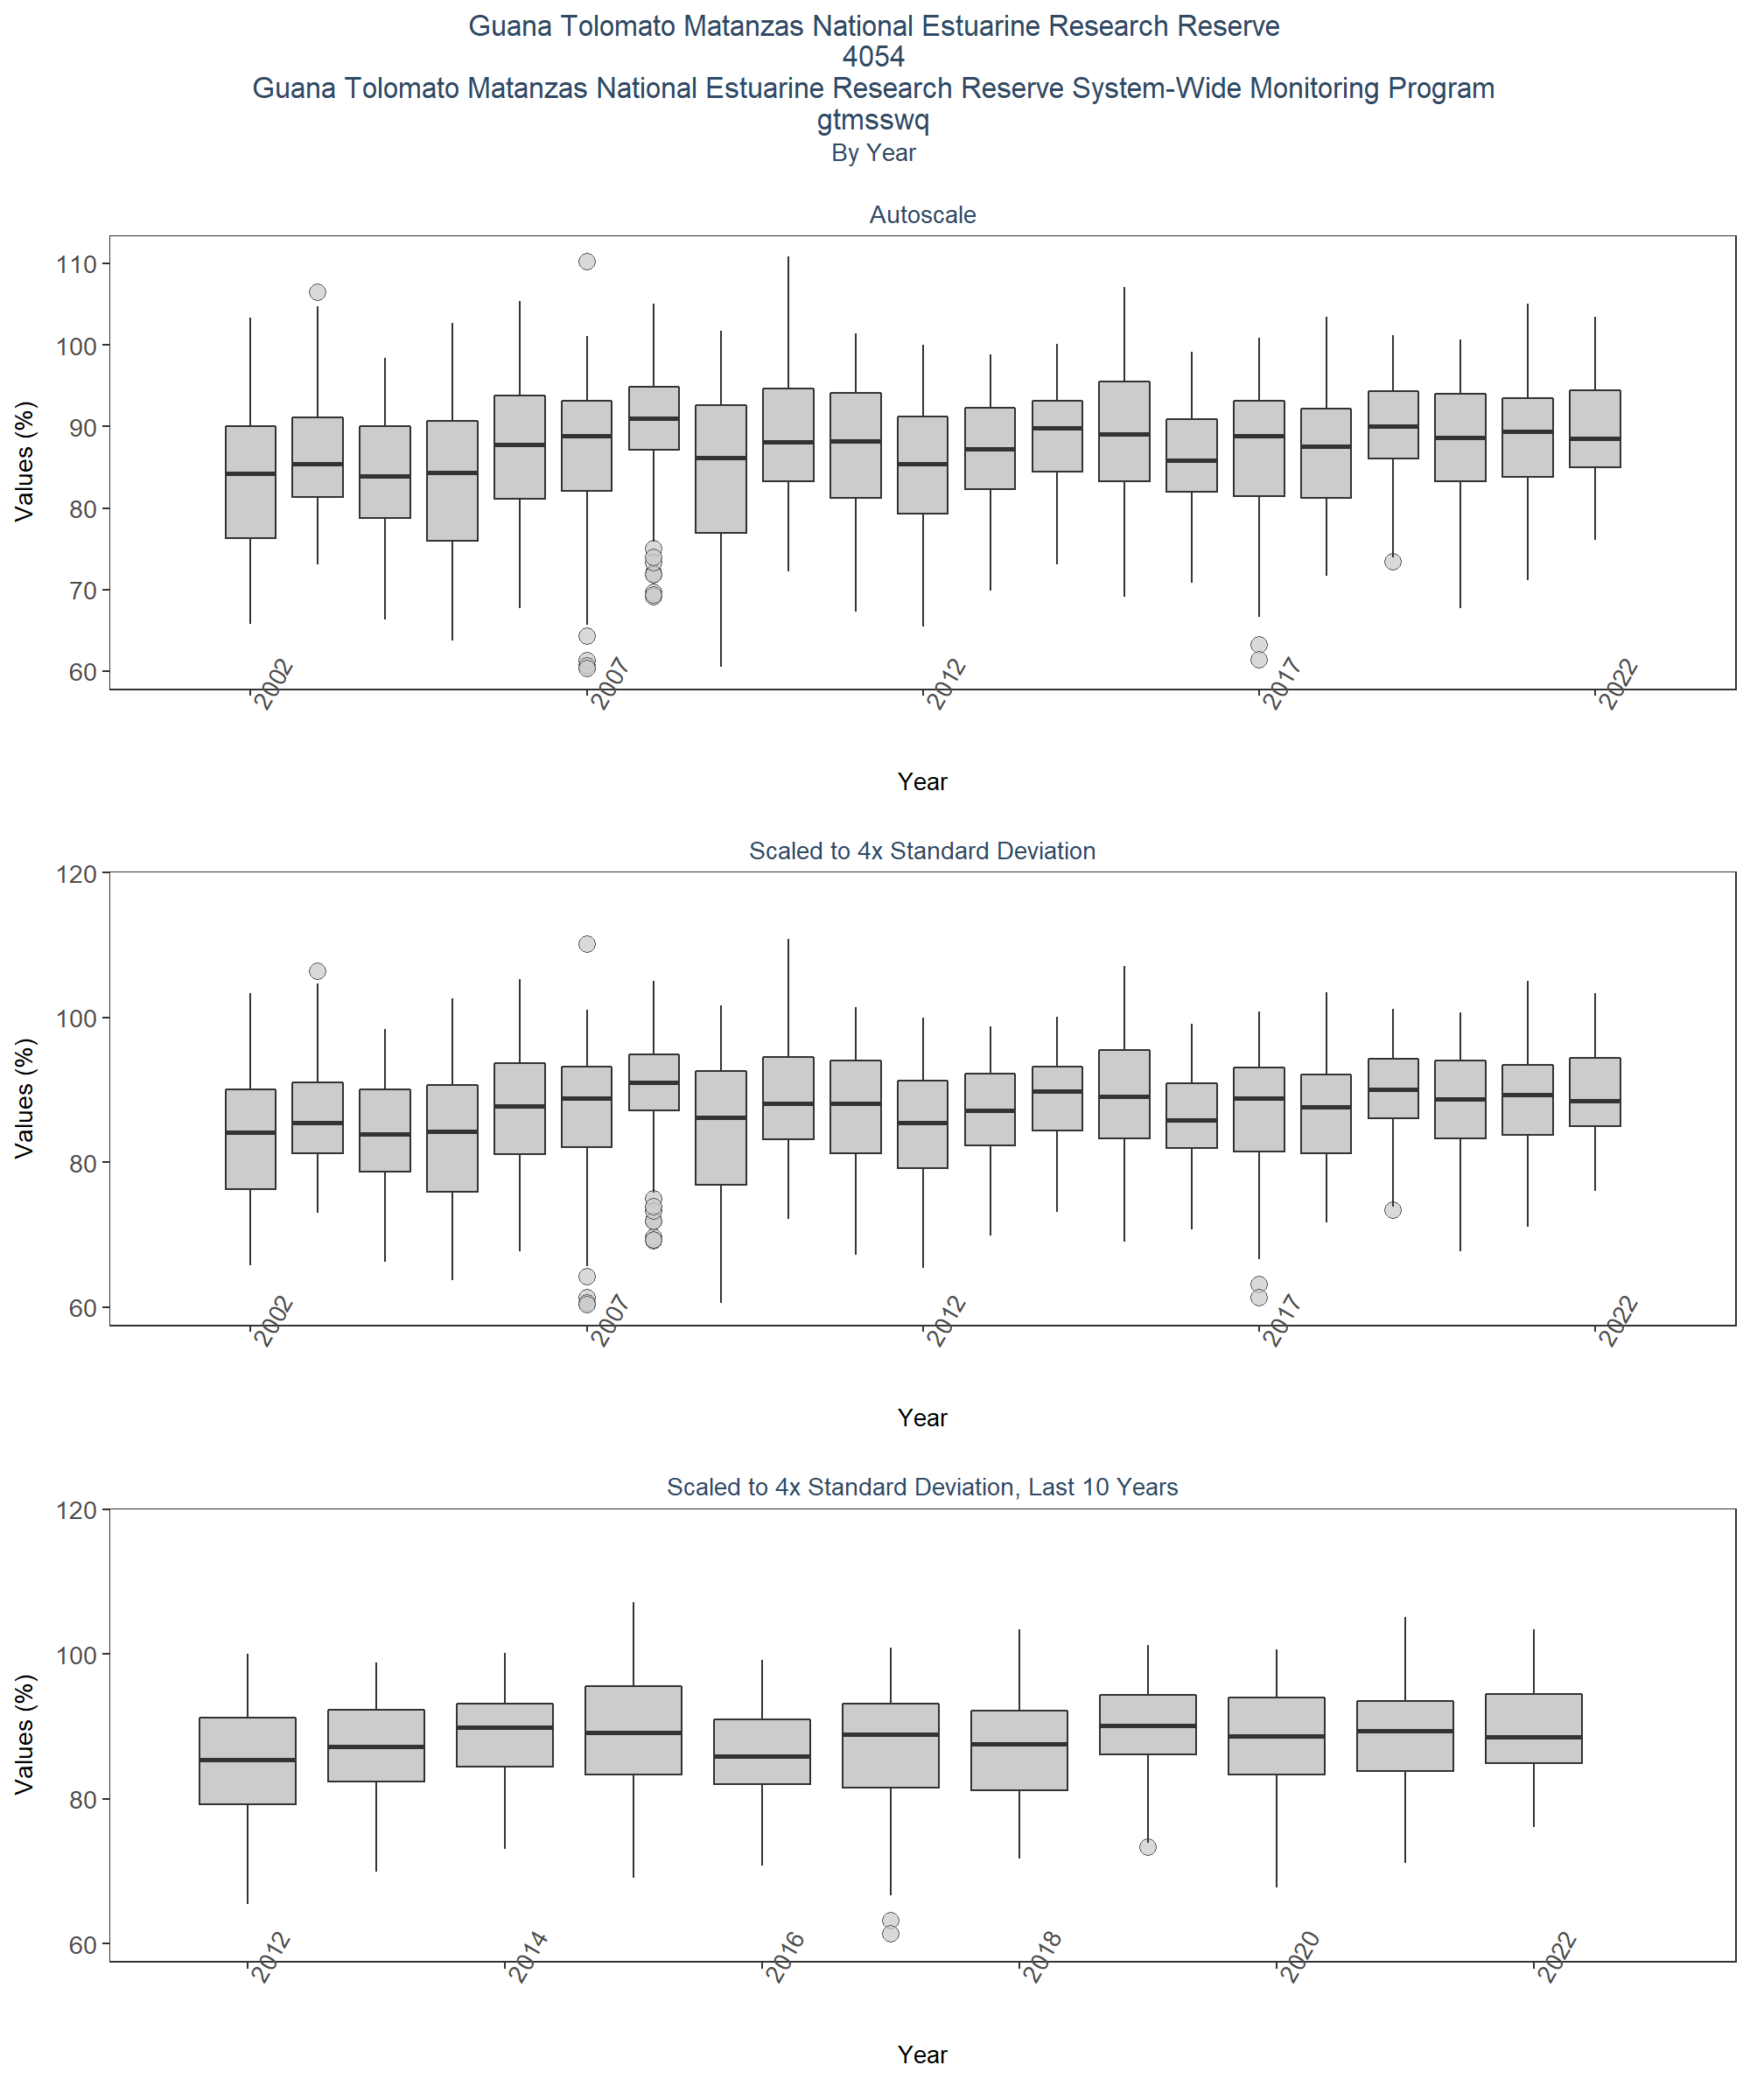 Guana Tolomato Matanzas National Estuarine Research Reserve
4054
Guana Tolomato Matanzas National Estuarine Research Reserve System-Wide Monitoring Program
gtmsswq
By Year
Autoscale
Values (%)
110
100
90
80
70
60
2002
2007
2012
2017
2022
Year
Scaled to 4x Standard Deviation
Values (%)
120
100
80
60
2002
2007
2012
2017
2022
Year
Scaled to 4x Standard Deviation, Last 10 Years
Values (%)
120
100
80
60
2012
2014
2016
2018
2020
2022
Year